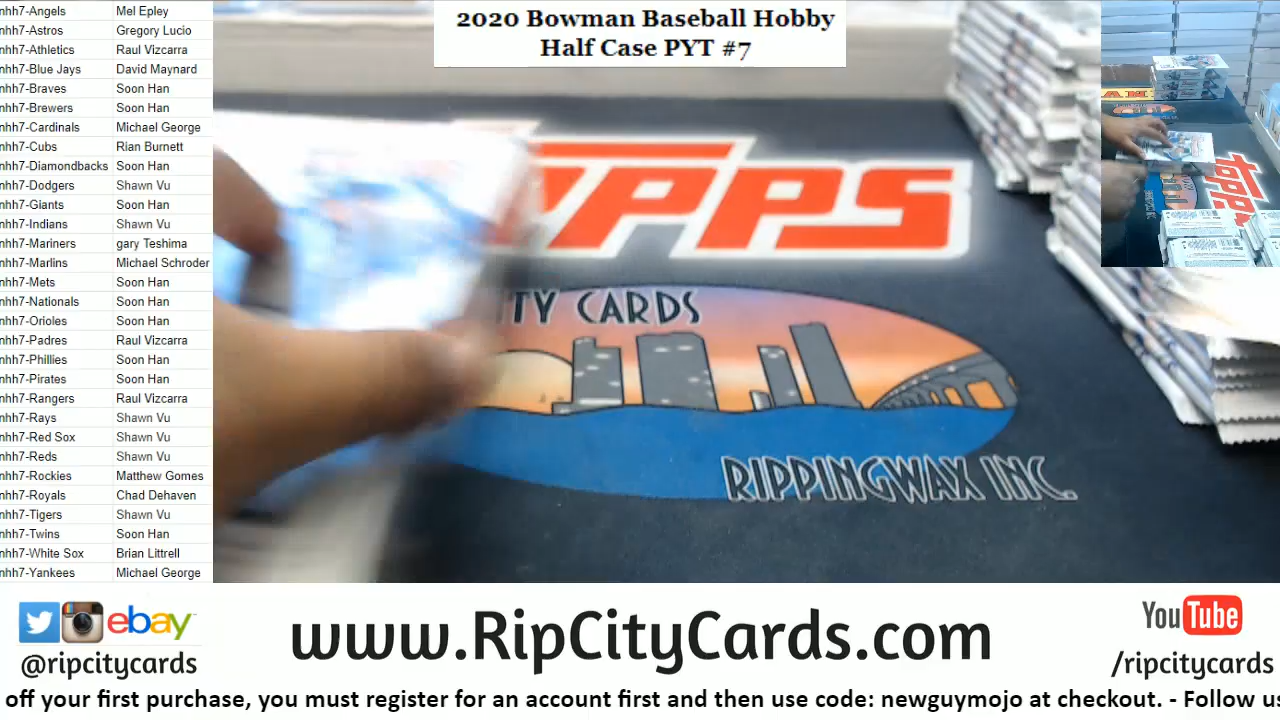 2020 Bowman Baseball Hobby
Half Case PYT #7
nhh7-Angels Mel Epley
nhh7-Astros Gregory Lucio
nhh7-Athletics Raul Vizcarra
nhh7-Blue Jays David Maynard
nhh7-Braves Soon Han
nhh7-Brewers Soon Han
nhh7-Cardinals Michael George
nhh7-Cubs Rian Burnett
nhh7-Diamondbacks Soon Han
nhh7-Dodgers Shawn Vu
nhh7-Giants Soon Han
nhh7-Indians Shawn Vu
nhh7-Mariners gary Teshima
nhh7-Marlins Michael Schroder
nhh7-Mets Soon Han
nhh7-Nationals Soon Han
nhh7-Orioles Soon Han
nhh7-Padres Raul Vizcarra
nhh7-Phillies Soon Han
nhh7-Pirates Soon Han
nhh7-Rangers Raul Vizcarra
nhh7-Rays Shawn Vu
nhh7-Red Sox Shawn Vu
nhh7-Reds Shawn Vu
nhh7-Rockies Matthew Gomes
nhh7-Royals Chad Dehaven
nhh7-Tigers Shawn Vu
nhh7-Twins Soon Han
nhh7-White Sox Brian Littrell
nhh7-Yankees Michael George
OPPS
TY CARDS
RIPPINGWAX INC.
TOPP
ebay
@ripcitycards
www.RipCityCards.com
YouTube
/ripcitycards
off your first purchase, you must register for an account first and then use code: newguymojo at checkout. - Follow us